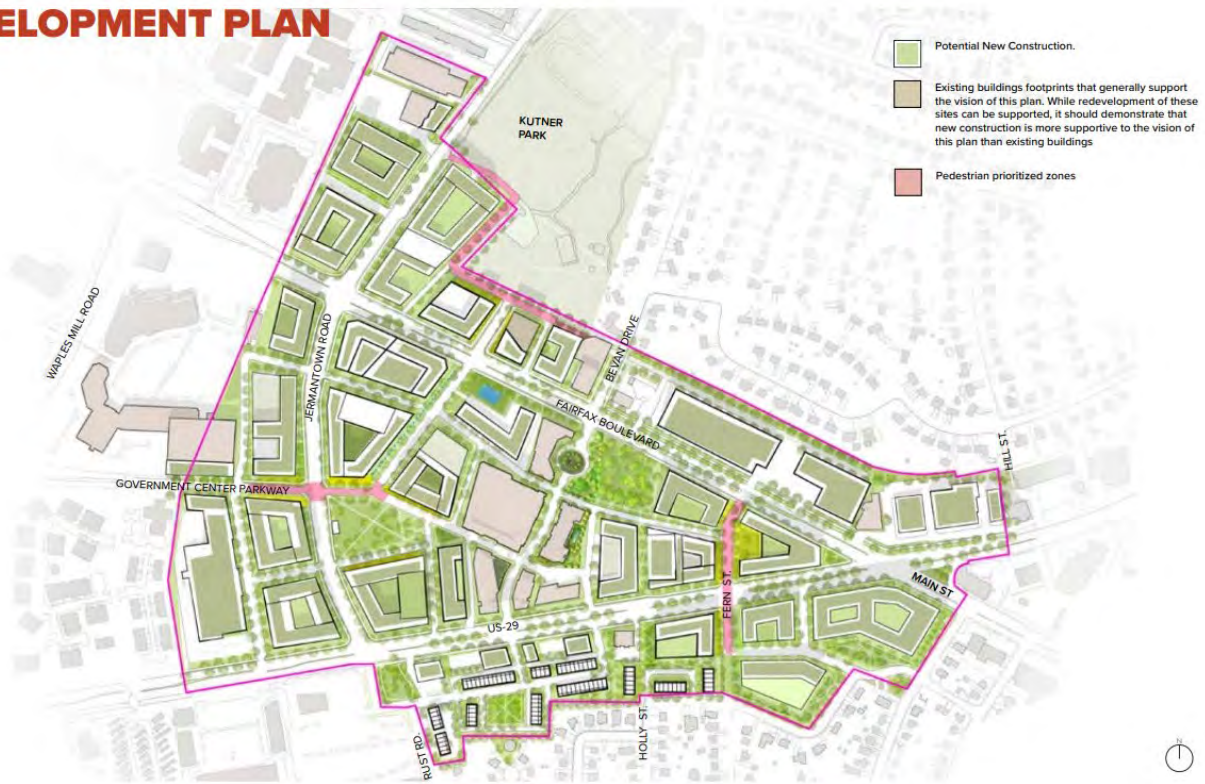 ELOPMENT PLAN
Potential New Construction.
Existing buildings footprints that generally support
the vision of this plan. While redevelopment of these
sites can be supported, it should demonstrate that
new construction is more supportive to the vision of
this plan than existing buildings
Pedestrian prioritized zones
KUTNER
PARK
WAPLES MILL ROAD
JERMANTOWN ROAD
BEVAN DRIVE
FAIRFAX BOULEVARD
HILL ST.
GOVERNMENT CENTER PARKWAY
MAIN ST
FERN ST.
US-29
HOLLY ST.
RUST RD.
N